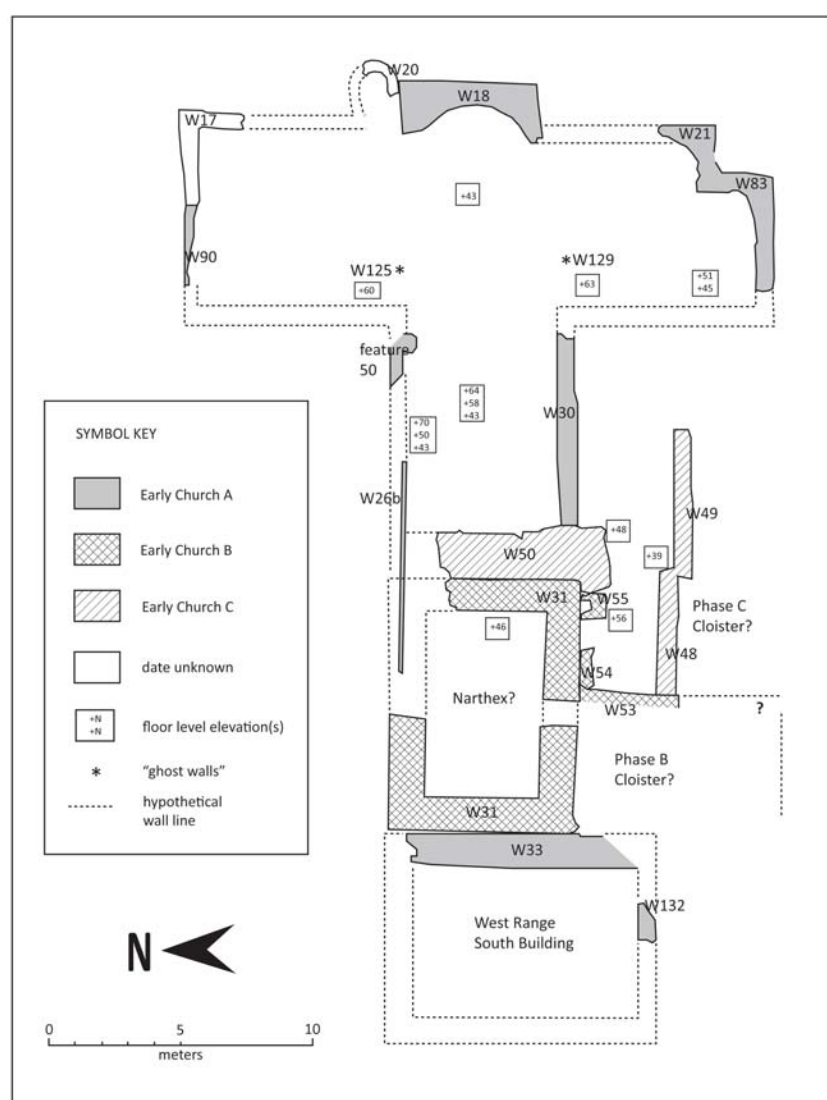 W20
W18
W17
W21
W83
+43
W90
W125 *
* W129
+60
+63
+51
+45
feature
50
+64
+58
+43
W30
+70
+50
+43
SYMBOL KEY
Early Church A
Early Church B
Early Church C
date unknown
+N
+N
floor level elevation(s)
*
"ghost walls"
hypothetical
wall line
W26b
W49
+48
W50
+39
W31
W55
+56
+46
Phase C
Cloister?
W54
W48
Narthex?
W53
?
Phase B
Cloister?
W31
W33
W132
West Range
South Building
N
0 5 10
meters